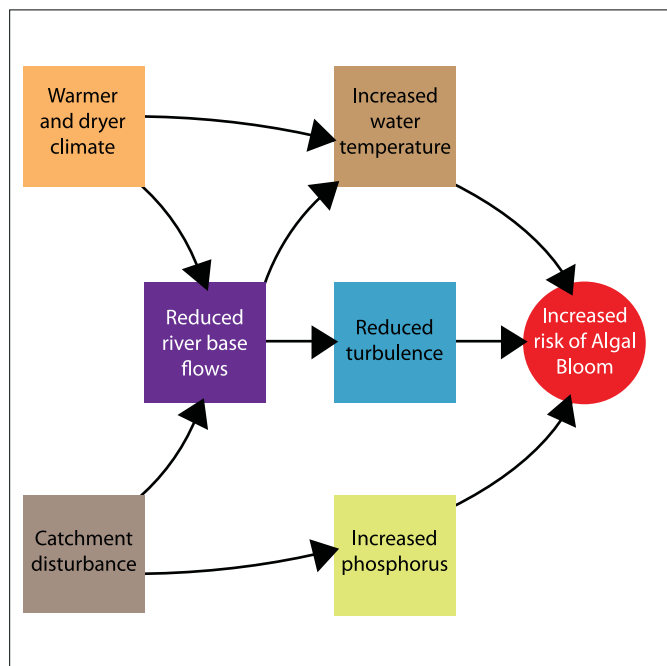 Warmer
and dryer
climate
Increased
water
temperature
Reduced
river base
flows
Reduced
turbulence
Increased
risk of Algal
Bloom
Catchment
disturbance
Increased
phosphorus